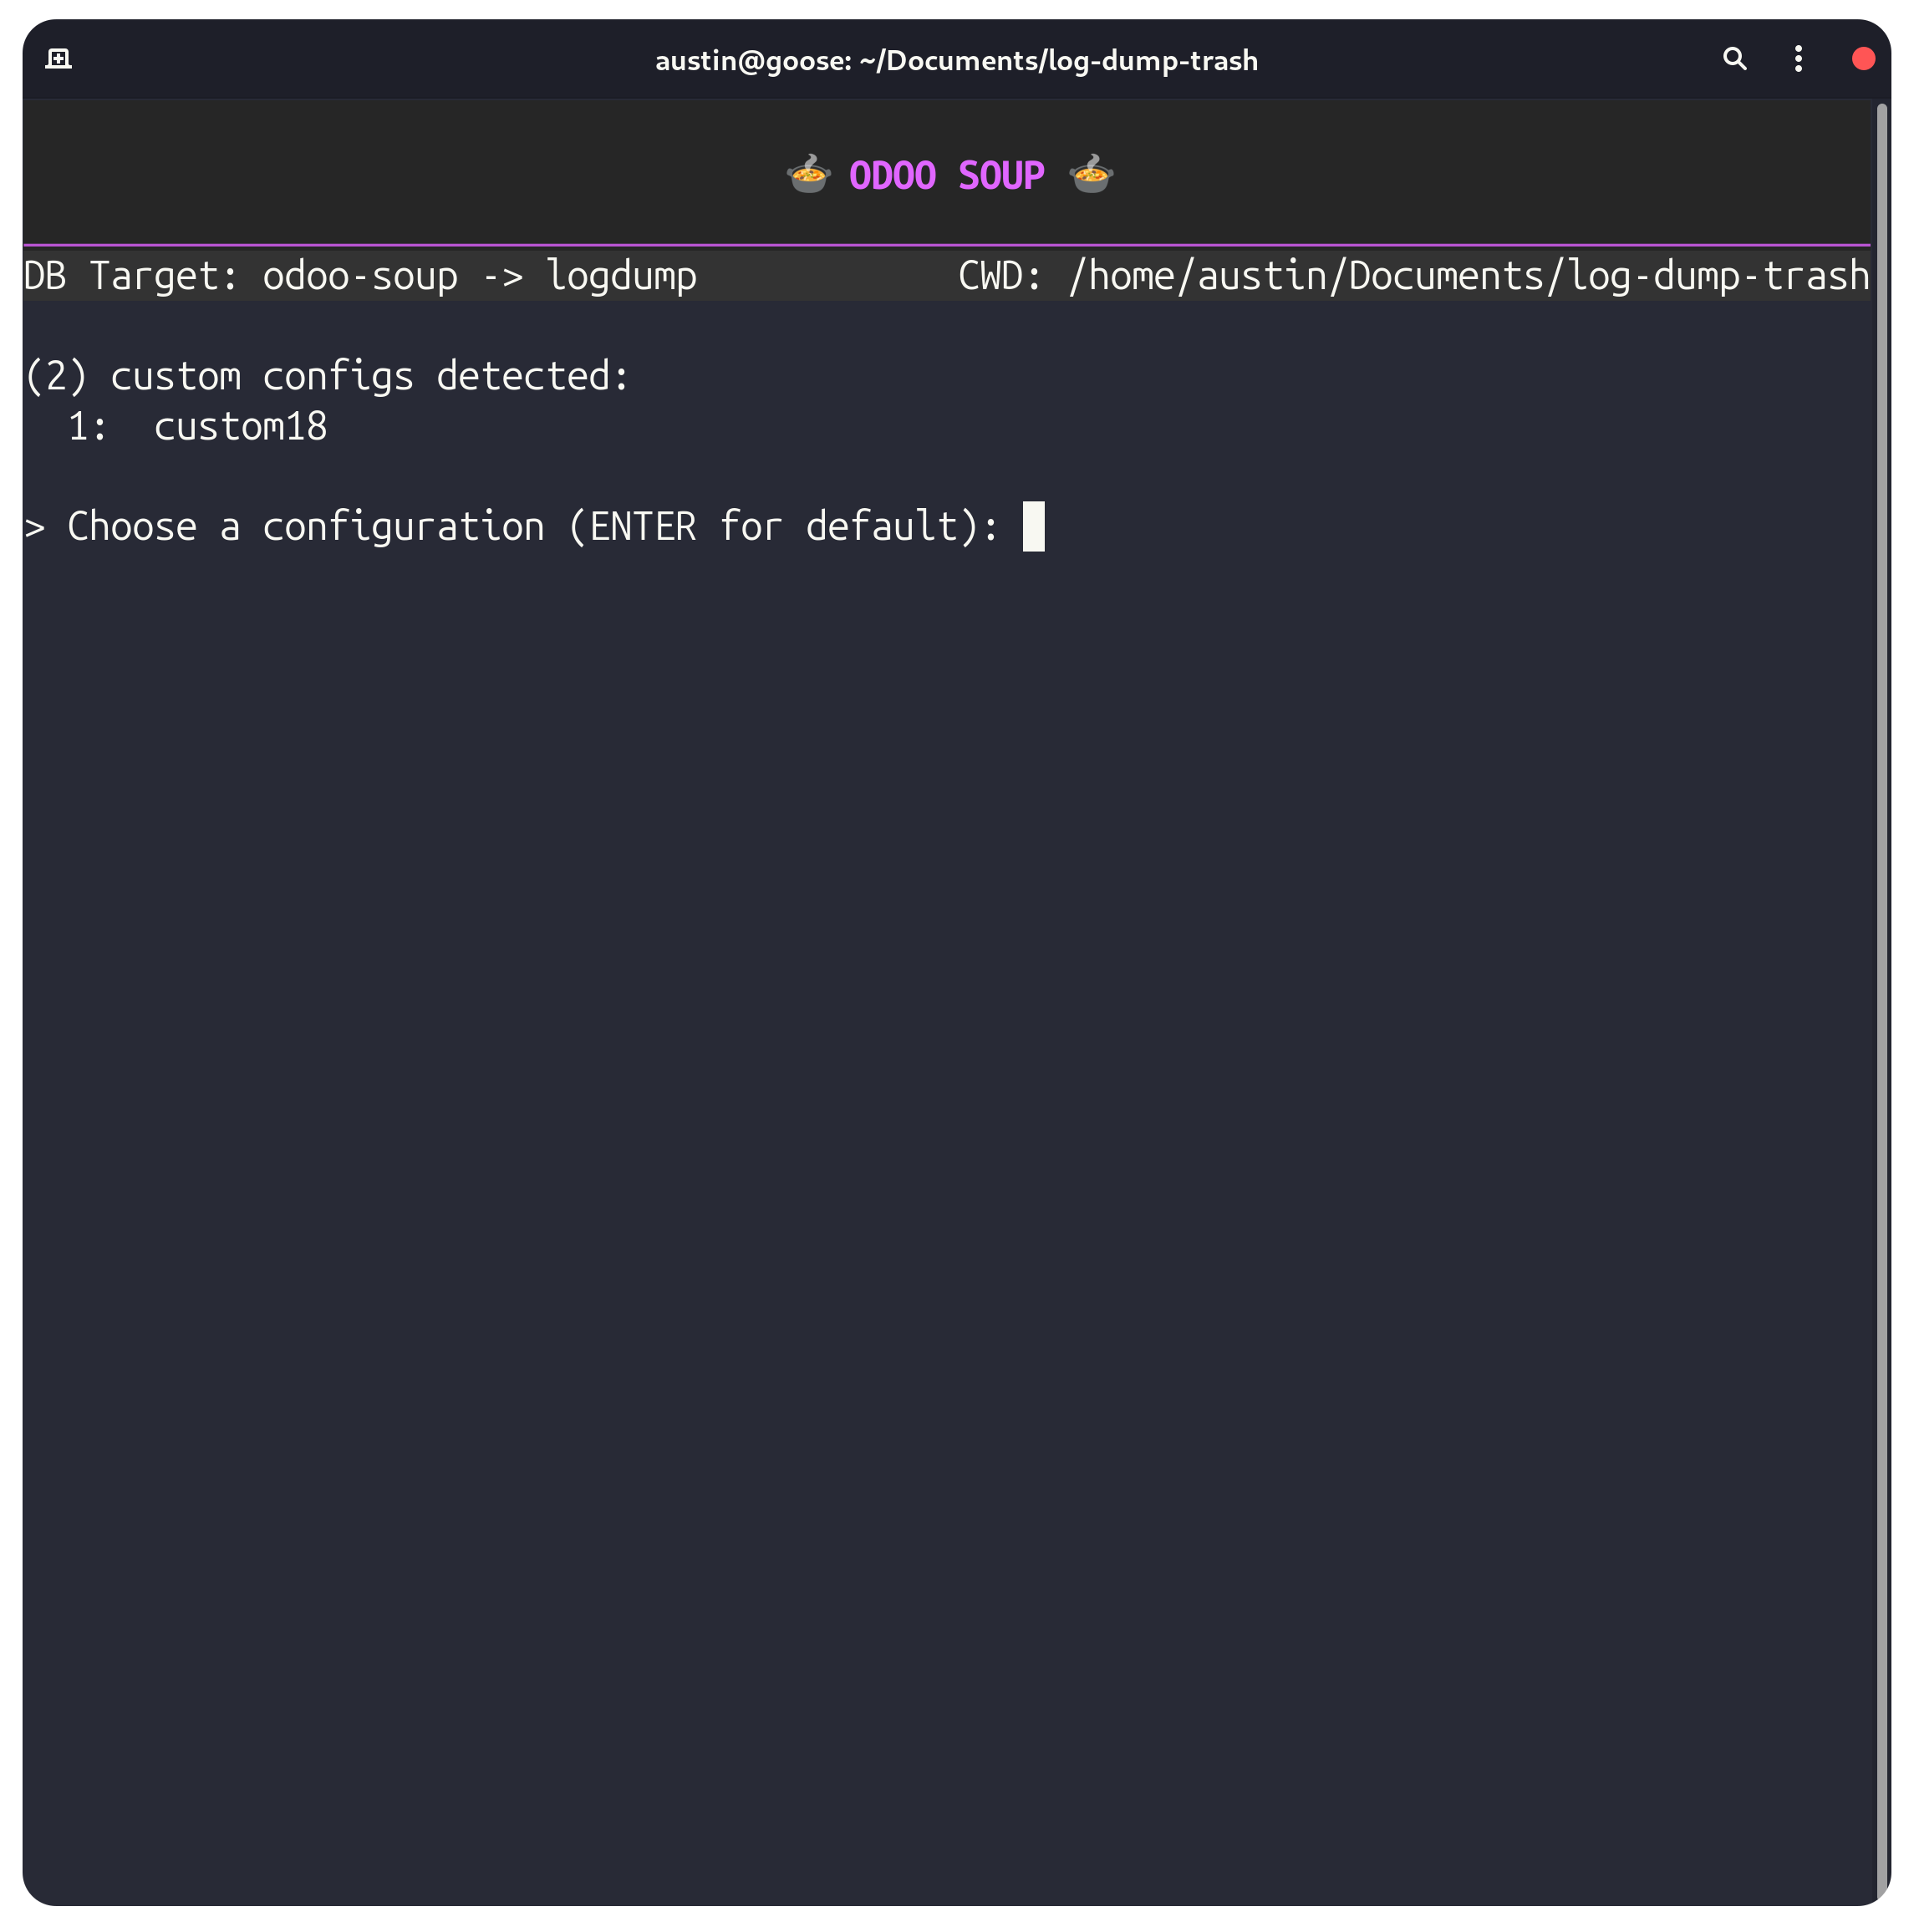 austin@goose: ~/Documents/log-dump-trash
🍲 ODOO SOUP 🍲
DB Target: odoo-soup -> logdump CWD: /home/austin/Documents/log-dump-trash
(2) custom configs detected:
1: custom18
> Choose a configuration (ENTER for default):